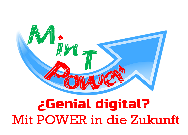 MinT
Power
¿Genial digital?
Mit POWER in die Zukunft